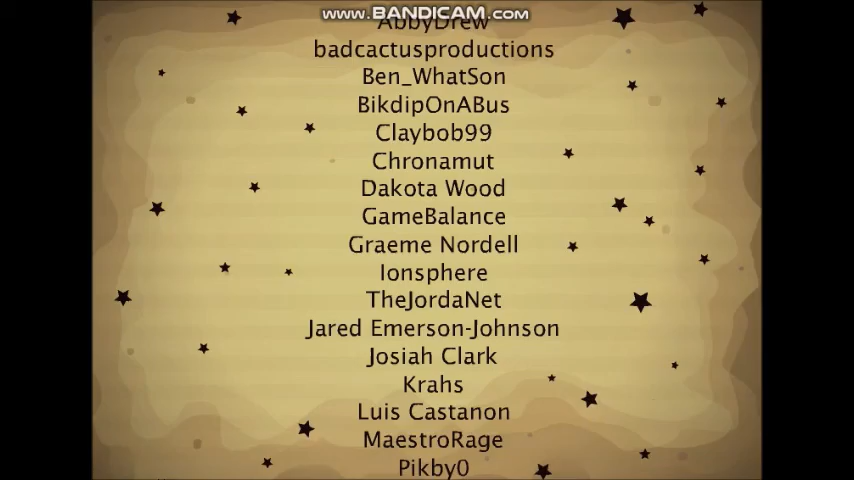 www.BANDICAM.com
AbbyDrew
badcactusproductions
Ben_WhatSon
BikdipOnABus
Claybob99
Chronamut
Dakota Wood
GameBalance
Graeme Nordell
Ionsphere
TheJordaNet
Jared Emerson-Johnson
Josiah Clark
Krahs
Luis Castanon
MaestroRage
Pikby0